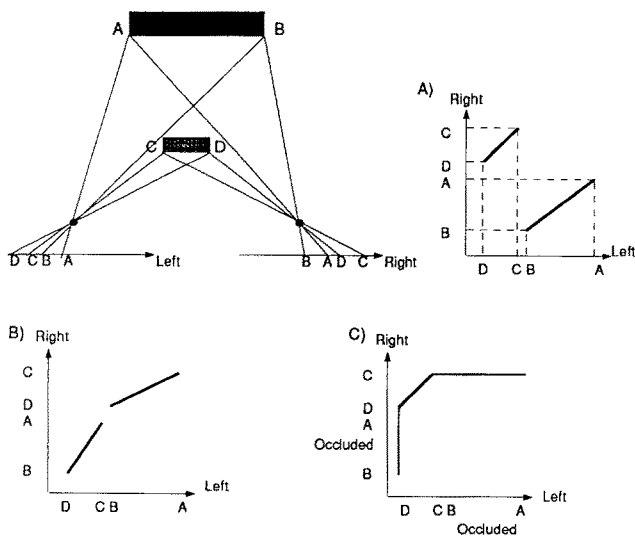 A B
C D
D C B A Left
B A D C Right
A)
Right
C
D
A
B
Left
D C B A
B)
Right
C
D
A
B
Left
D C B A
C)
Right
C
D
A
Occluded
B
Left
D C B A
Occluded